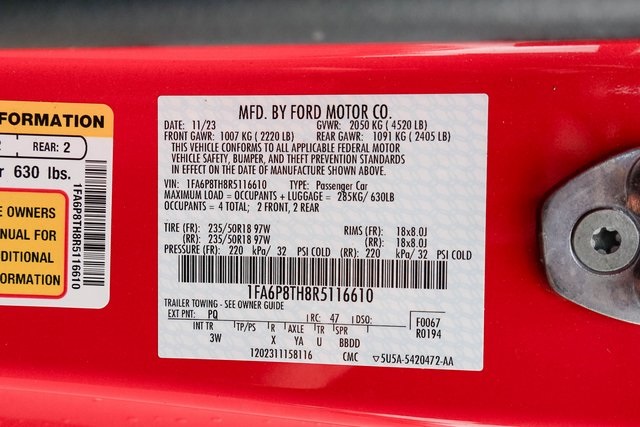 FORMATION
2 REAR: 2
r 630 lbs.
1FA6P8TH8R5116610
E OWNERS
NUAL FOR
DDITIONAL
ORMATION
MFD. BY FORD MOTOR CO.
DATE: 11/23 GVWR: 2050 KG ( 4520 LB)
FRONT GAWR: 1007 KG ( 2220 LB) REAR GAWR: 1091 KG ( 2405 LB)
THIS VEHICLE CONFORMS TO ALL APPLICABLE FEDERAL MOTOR
VEHICLE SAFETY, BUMPER, AND THEFT PREVENTION STANDARDS
IN EFFECT ON THE DATE OF MANUFACTURE SHOWN ABOVE.
VIN: 1FA6P8TH8R5116610 TYPE: Passenger Car
MAXIMUM LOAD = OCCUPANTS + LUGGAGE = 285KG/ 630LB
OCCUPANTS = 4 TOTAL; 2 FRONT, 2 REAR
TIRE (FR): 235/50R18 97W RIMS (FR): 18x8.0J
(RR): 235/50R18 97W (RR): 18x8.0J
PRESSURE (FR): 220 kPa/ 32 PSI COLD (RR): 220 kPa/ 32 PSI COLD
1FA6P8TH8R5116610
TRAILER TOWING - SEE OWNER GUIDE
EXT PNT: PQ RC: 47 DSO: F0067
INT TR TP/PS R AXLE TR SPR R0194
3W X YA U BBDD
1202311158116 CMC ▽5U5A-5420472-AA